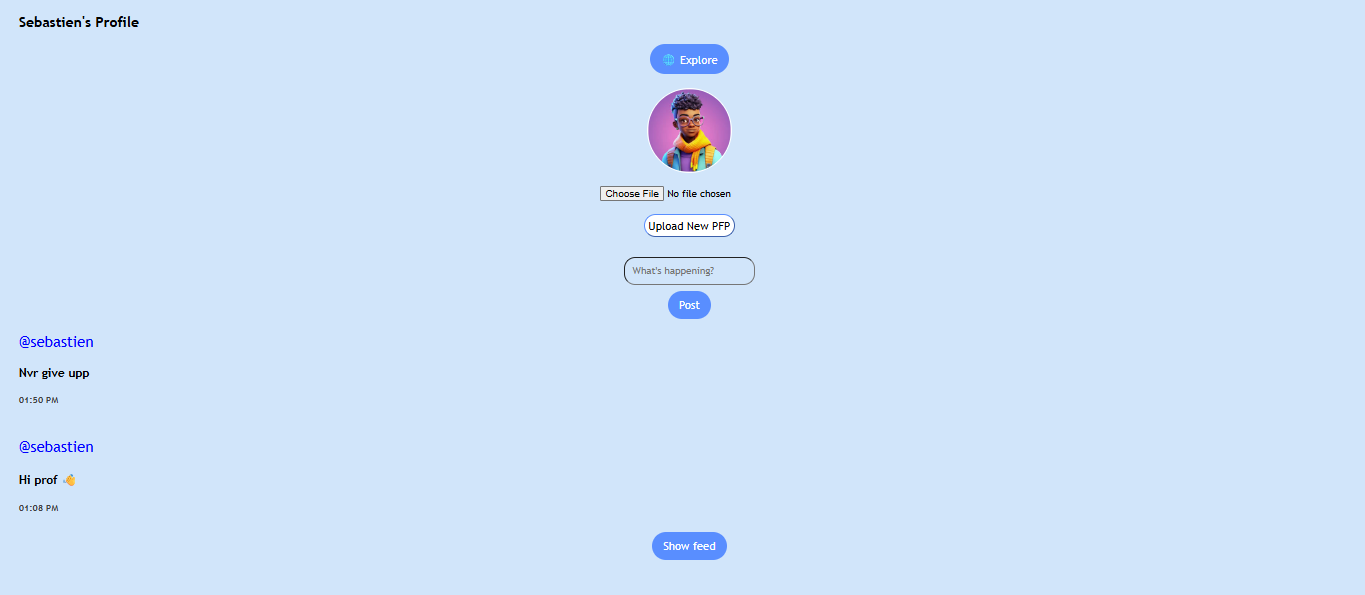 Sebastien's Profile
🌐 Explore
Choose File No file chosen
Upload New PFP
What's happening?
Post
@sebastien
Nvr give upp
01:50 PM
@sebastien
Hi prof 👋
01:08 PM
Show feed